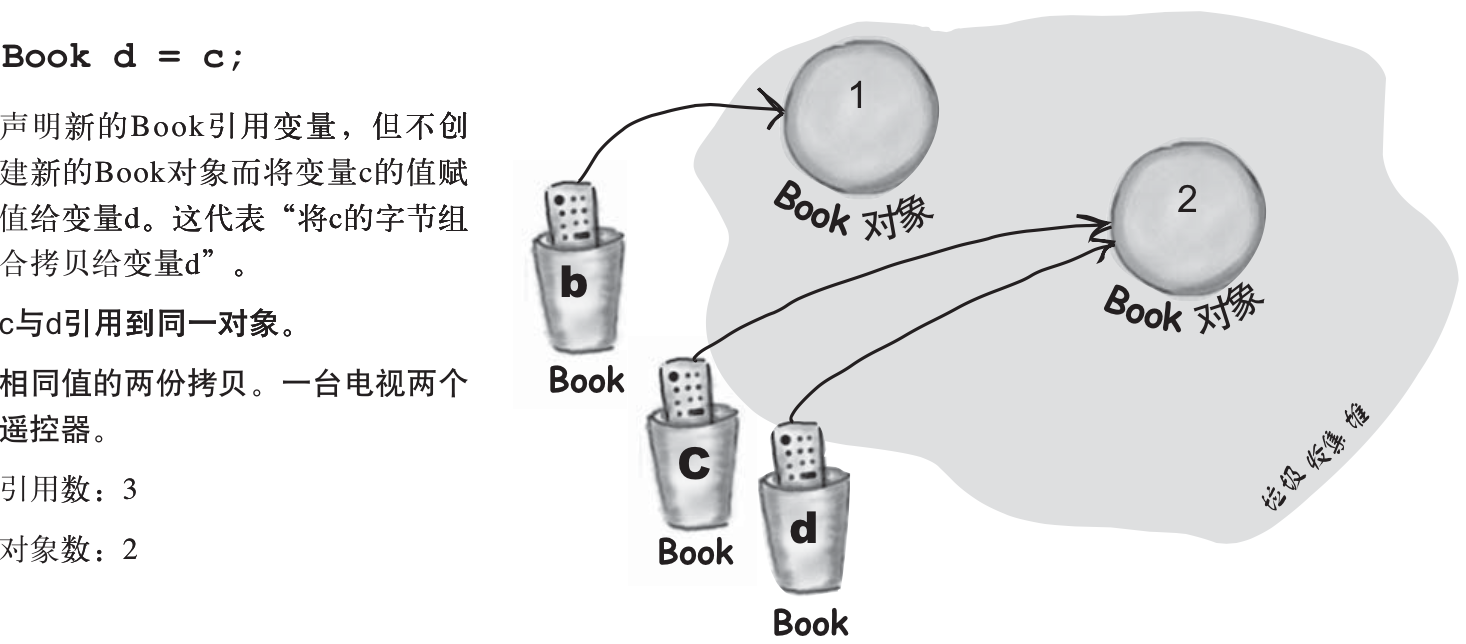 Book d = c;
声明新的Book引用变量，但不创
建新的Book对象而将变量c的值赋
值给变量d。这代表“将c的字节组
合拷贝给变量d”。
c与d引用到同一对象。
相同值的两份拷贝。一台电视两个
遥控器。
引用数：3
对象数：2
1
Book 对象
2
Book 对象
b
Book
c
Book
d
Book
垃圾 收集 堆